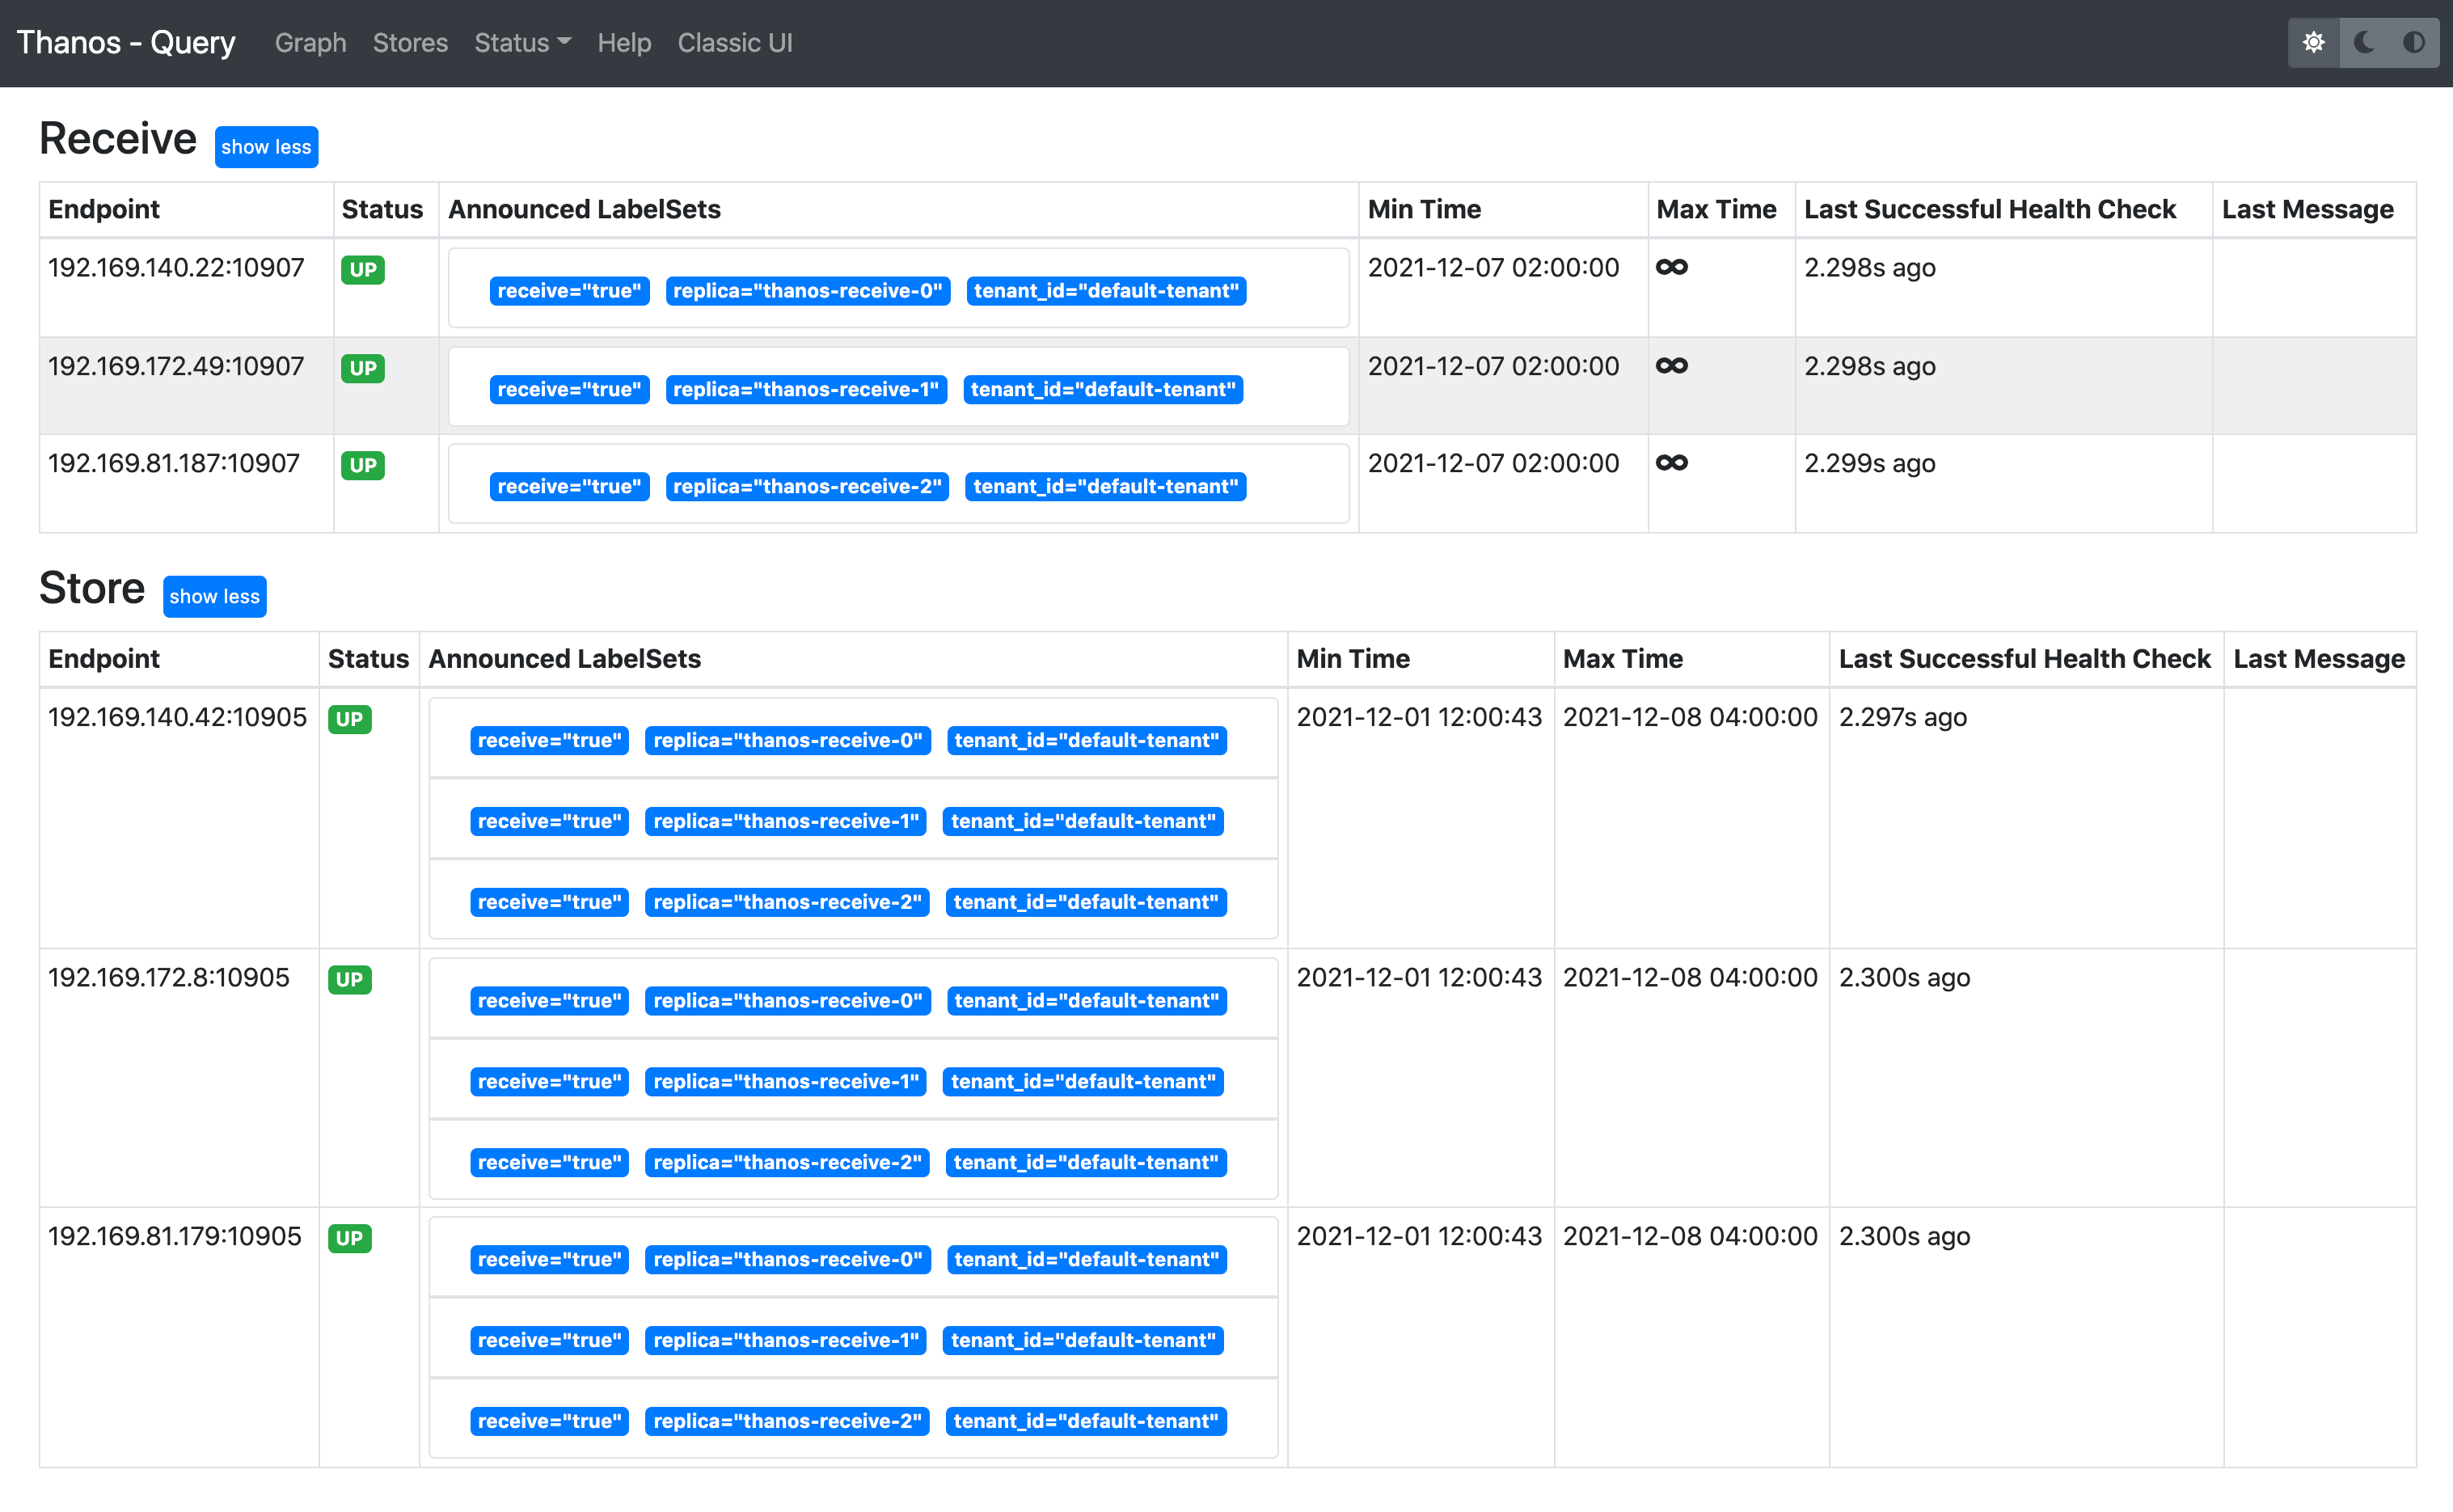 Thanos - Query Graph Stores Status Help Classic UI
Receive show less
Endpoint Status Announced LabelSets Min Time Max Time Last Successful Health Check Last Message
192.169.140.22:10907 UP receive="true" replica="thanos-receive-0" tenant_id="default-tenant" 2021-12-07 02:00:00 ∞ 2.298s ago
192.169.172.49:10907 UP receive="true" replica="thanos-receive-1" tenant_id="default-tenant" 2021-12-07 02:00:00 ∞ 2.298s ago
192.169.81.187:10907 UP receive="true" replica="thanos-receive-2" tenant_id="default-tenant" 2021-12-07 02:00:00 ∞ 2.299s ago
Store show less
Endpoint Status Announced LabelSets Min Time Max Time Last Successful Health Check Last Message
192.169.140.42:10905 UP receive="true" replica="thanos-receive-0" tenant_id="default-tenant" 2021-12-01 12:00:43 2021-12-08 04:00:00 2.297s ago
receive="true" replica="thanos-receive-1" tenant_id="default-tenant"
receive="true" replica="thanos-receive-2" tenant_id="default-tenant"
192.169.172.8:10905 UP receive="true" replica="thanos-receive-0" tenant_id="default-tenant" 2021-12-01 12:00:43 2021-12-08 04:00:00 2.300s ago
receive="true" replica="thanos-receive-1" tenant_id="default-tenant"
receive="true" replica="thanos-receive-2" tenant_id="default-tenant"
192.169.81.179:10905 UP receive="true" replica="thanos-receive-0" tenant_id="default-tenant" 2021-12-01 12:00:43 2021-12-08 04:00:00 2.300s ago
receive="true" replica="thanos-receive-1" tenant_id="default-tenant"
receive="true" replica="thanos-receive-2" tenant_id="default-tenant"